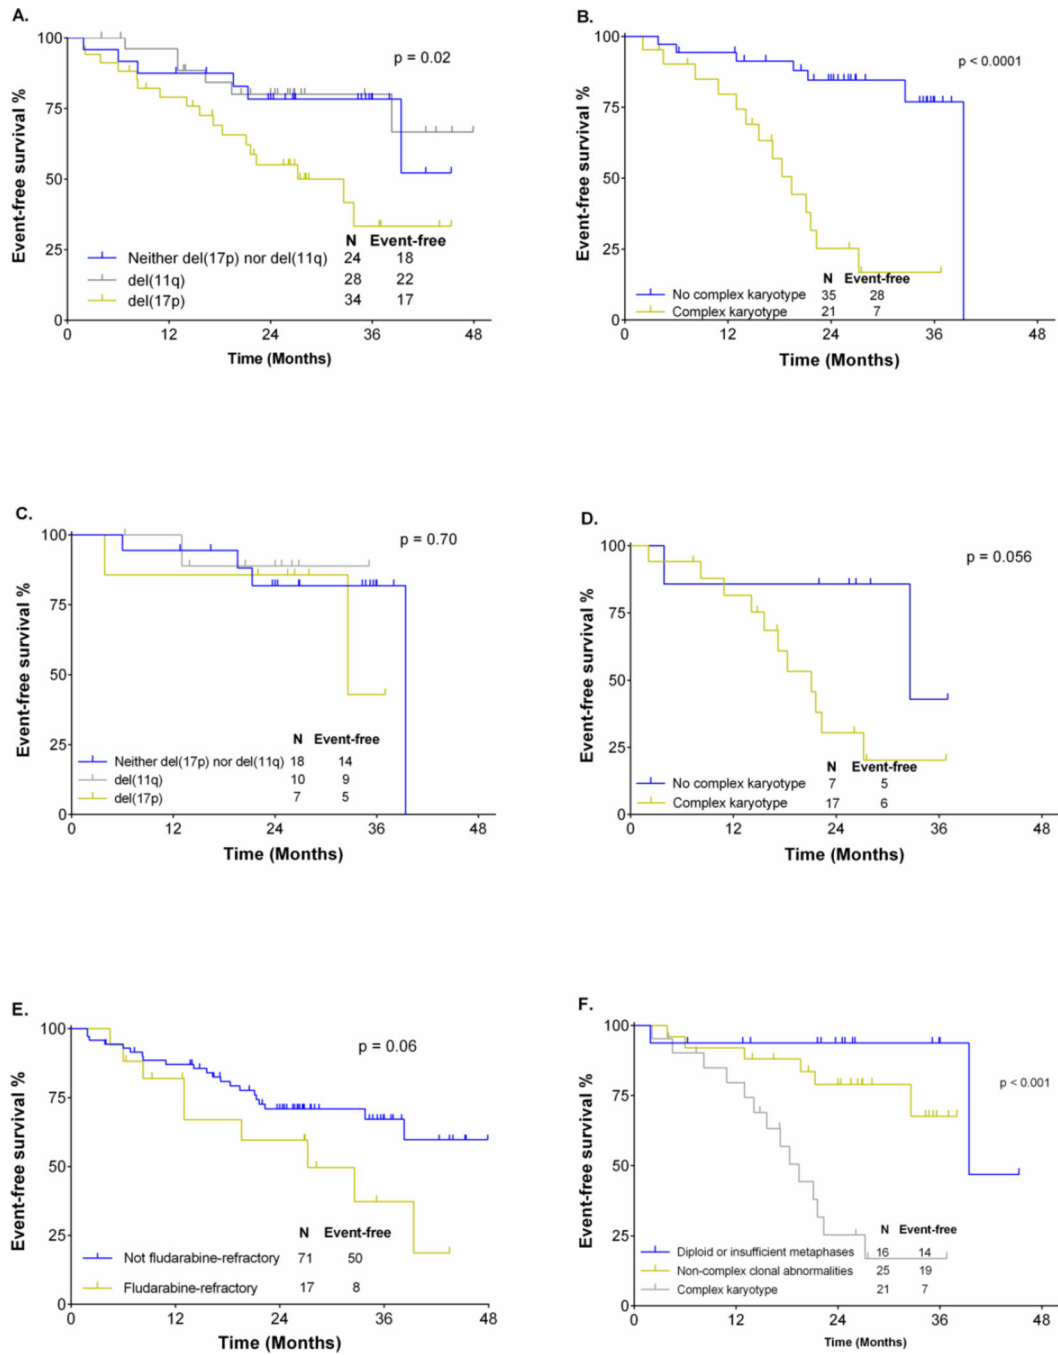 A.
p = 0.02
Event-free survival %
100
75
50
25
0
N Event-free
Neither del(17p) nor del(11q) 24 18
del(11q) 28 22
del(17p) 34 17
0 12 24 36 48
Time (Months)
B.
p < 0.0001
Event-free survival %
100
75
50
25
0
N Event-free
No complex karyotype 35 28
Complex karyotype 21 7
0 12 24 36 48
Time (Months)
C.
p = 0.70
Event-free survival %
100
75
50
25
0
N Event-free
Neither del(17p) nor del(11q) 18 14
del(11q) 10 9
del(17p) 7 5
0 12 24 36 48
Time (Months)
D.
p = 0.056
Event-free survival %
100
75
50
25
0
N Event-free
No complex karyotype 7 5
Complex karyotype 17 6
0 12 24 36 48
Time (Months)
E.
p = 0.06
Event-free survival %
100
75
50
25
0
N Event-free
Not fludarabine-refractory 71 50
Fludarabine-refractory 17 8
0 12 24 36 48
Time (Months)
F.
p < 0.001
Event-free survival %
100
75
50
25
0
N Event-free
Diploid or insufficient metaphases 16 14
Non-complex clonal abnormalities 25 19
Complex karyotype 21 7
0 12 24 36 48
Time (Months)